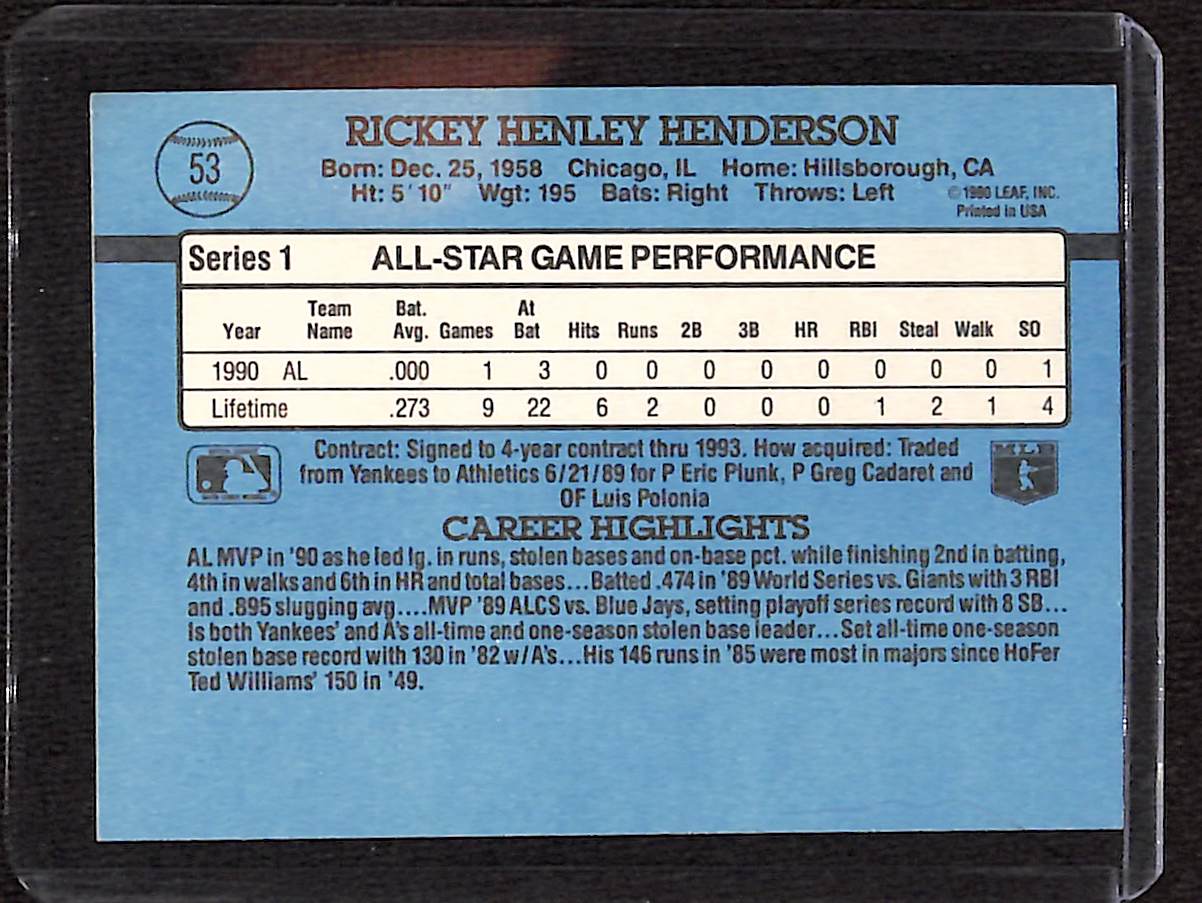 53
RICKEY HENLEY HENDERSON
Born: Dec. 25, 1958 Chicago, IL Home: Hillsborough, CA
Ht: 5' 10" Wgt: 195 Bats: Right Throws: Left
© 1990 LEAF, INC.
Printed in USA
Series 1 ALL-STAR GAME PERFORMANCE
Year Team Name Bat. Avg. Games At Bat Hits Runs 2B 3B HR RBI Steal Walk SO
1990 AL .000 1 3 0 0 0 0 0 0 0 0 1
Lifetime .273 9 22 6 2 0 0 0 1 2 1 4
Contract: Signed to 4-year contract thru 1993. How acquired: Traded
from Yankees to Athletics 6/21/89 for P Eric Plunk, P Greg Cadaret and
OF Luis Polonia
MLB
CAREER HIGHLIGHTS
AL MVP in '90 as he led lg. in runs, stolen bases and on-base pct. while finishing 2nd in batting,
4th in walks and 6th in HR and total bases...Batted .474 in '89 World Series vs. Giants with 3 RBI
and .895 slugging avg....MVP '89 ALCS vs. Blue Jays, setting playoff series record with 8 SB...
Is both Yankees' and A's all-time and one-season stolen base leader...Set all-time one-season
stolen base record with 130 in '82 w/A's...His 146 runs in '85 were most in majors since HoFer
Ted Williams' 150 in '49.